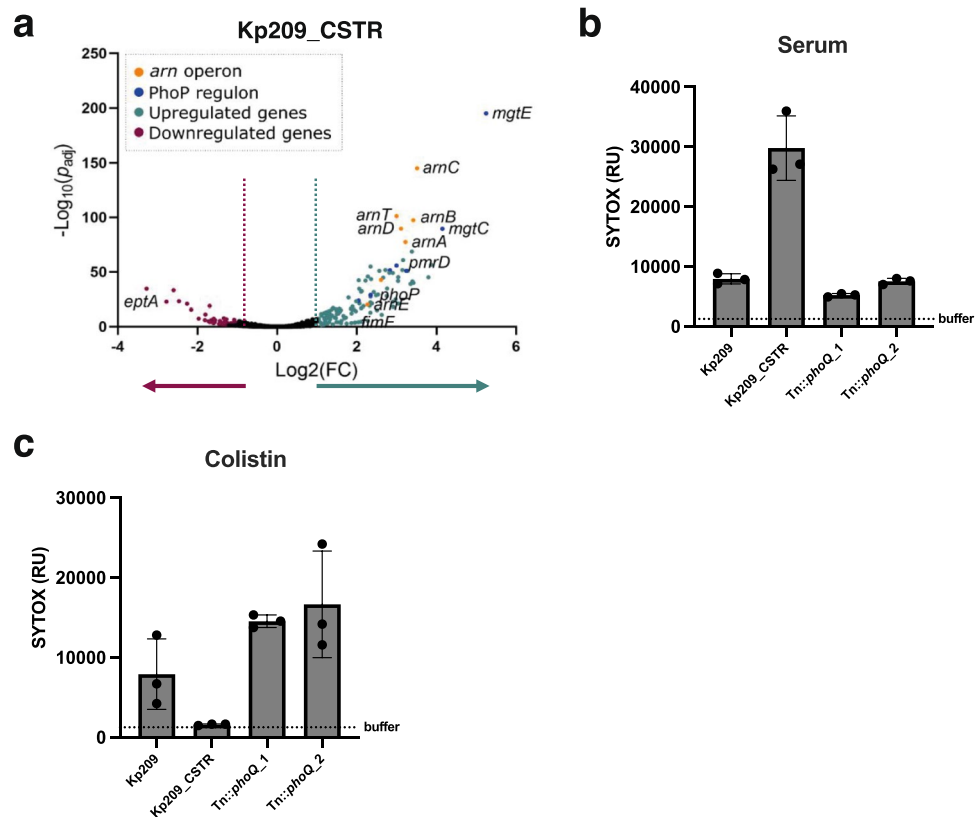 a
Kp209_CSTR
250
200
150
100
50
0
-Log10(padj)
arn operon
PhoP regulon
Upregulated genes
Downregulated genes
mgtE
arnC
arnT
arnB
arnD
mgtC
arnA
pmrD
phoP
arnE
fimF
eptA
-4
-2
0
2
4
6
Log2(FC)
b
Serum
40000
30000
20000
10000
0
SYTOX (RU)
buffer
Kp209
Kp209_CSTR
Tn::phoQ_1
Tn::phoQ_2
c
Colistin
30000
20000
10000
0
SYTOX (RU)
buffer
Kp209
Kp209_CSTR
Tn::phoQ_1
Tn::phoQ_2